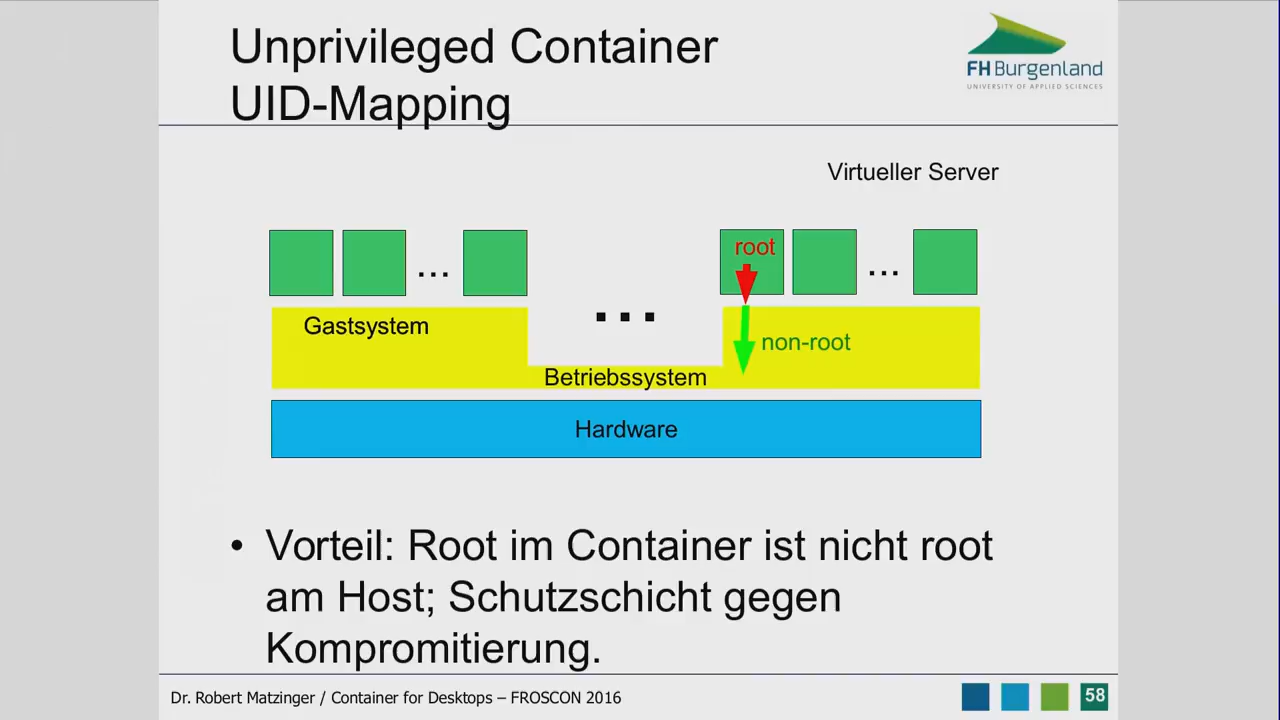 Unprivileged Container
UID-Mapping
FH Burgenland
UNIVERSITY OF APPLIED SCIENCES
Virtueller Server
root
...
...
...
Gastsystem
non-root
Betriebssystem
Hardware
• Vorteil: Root im Container ist nicht root
am Host; Schutzschicht gegen
Kompromitierung.
Dr. Robert Matzinger / Container for Desktops – FROSCON 2016
58